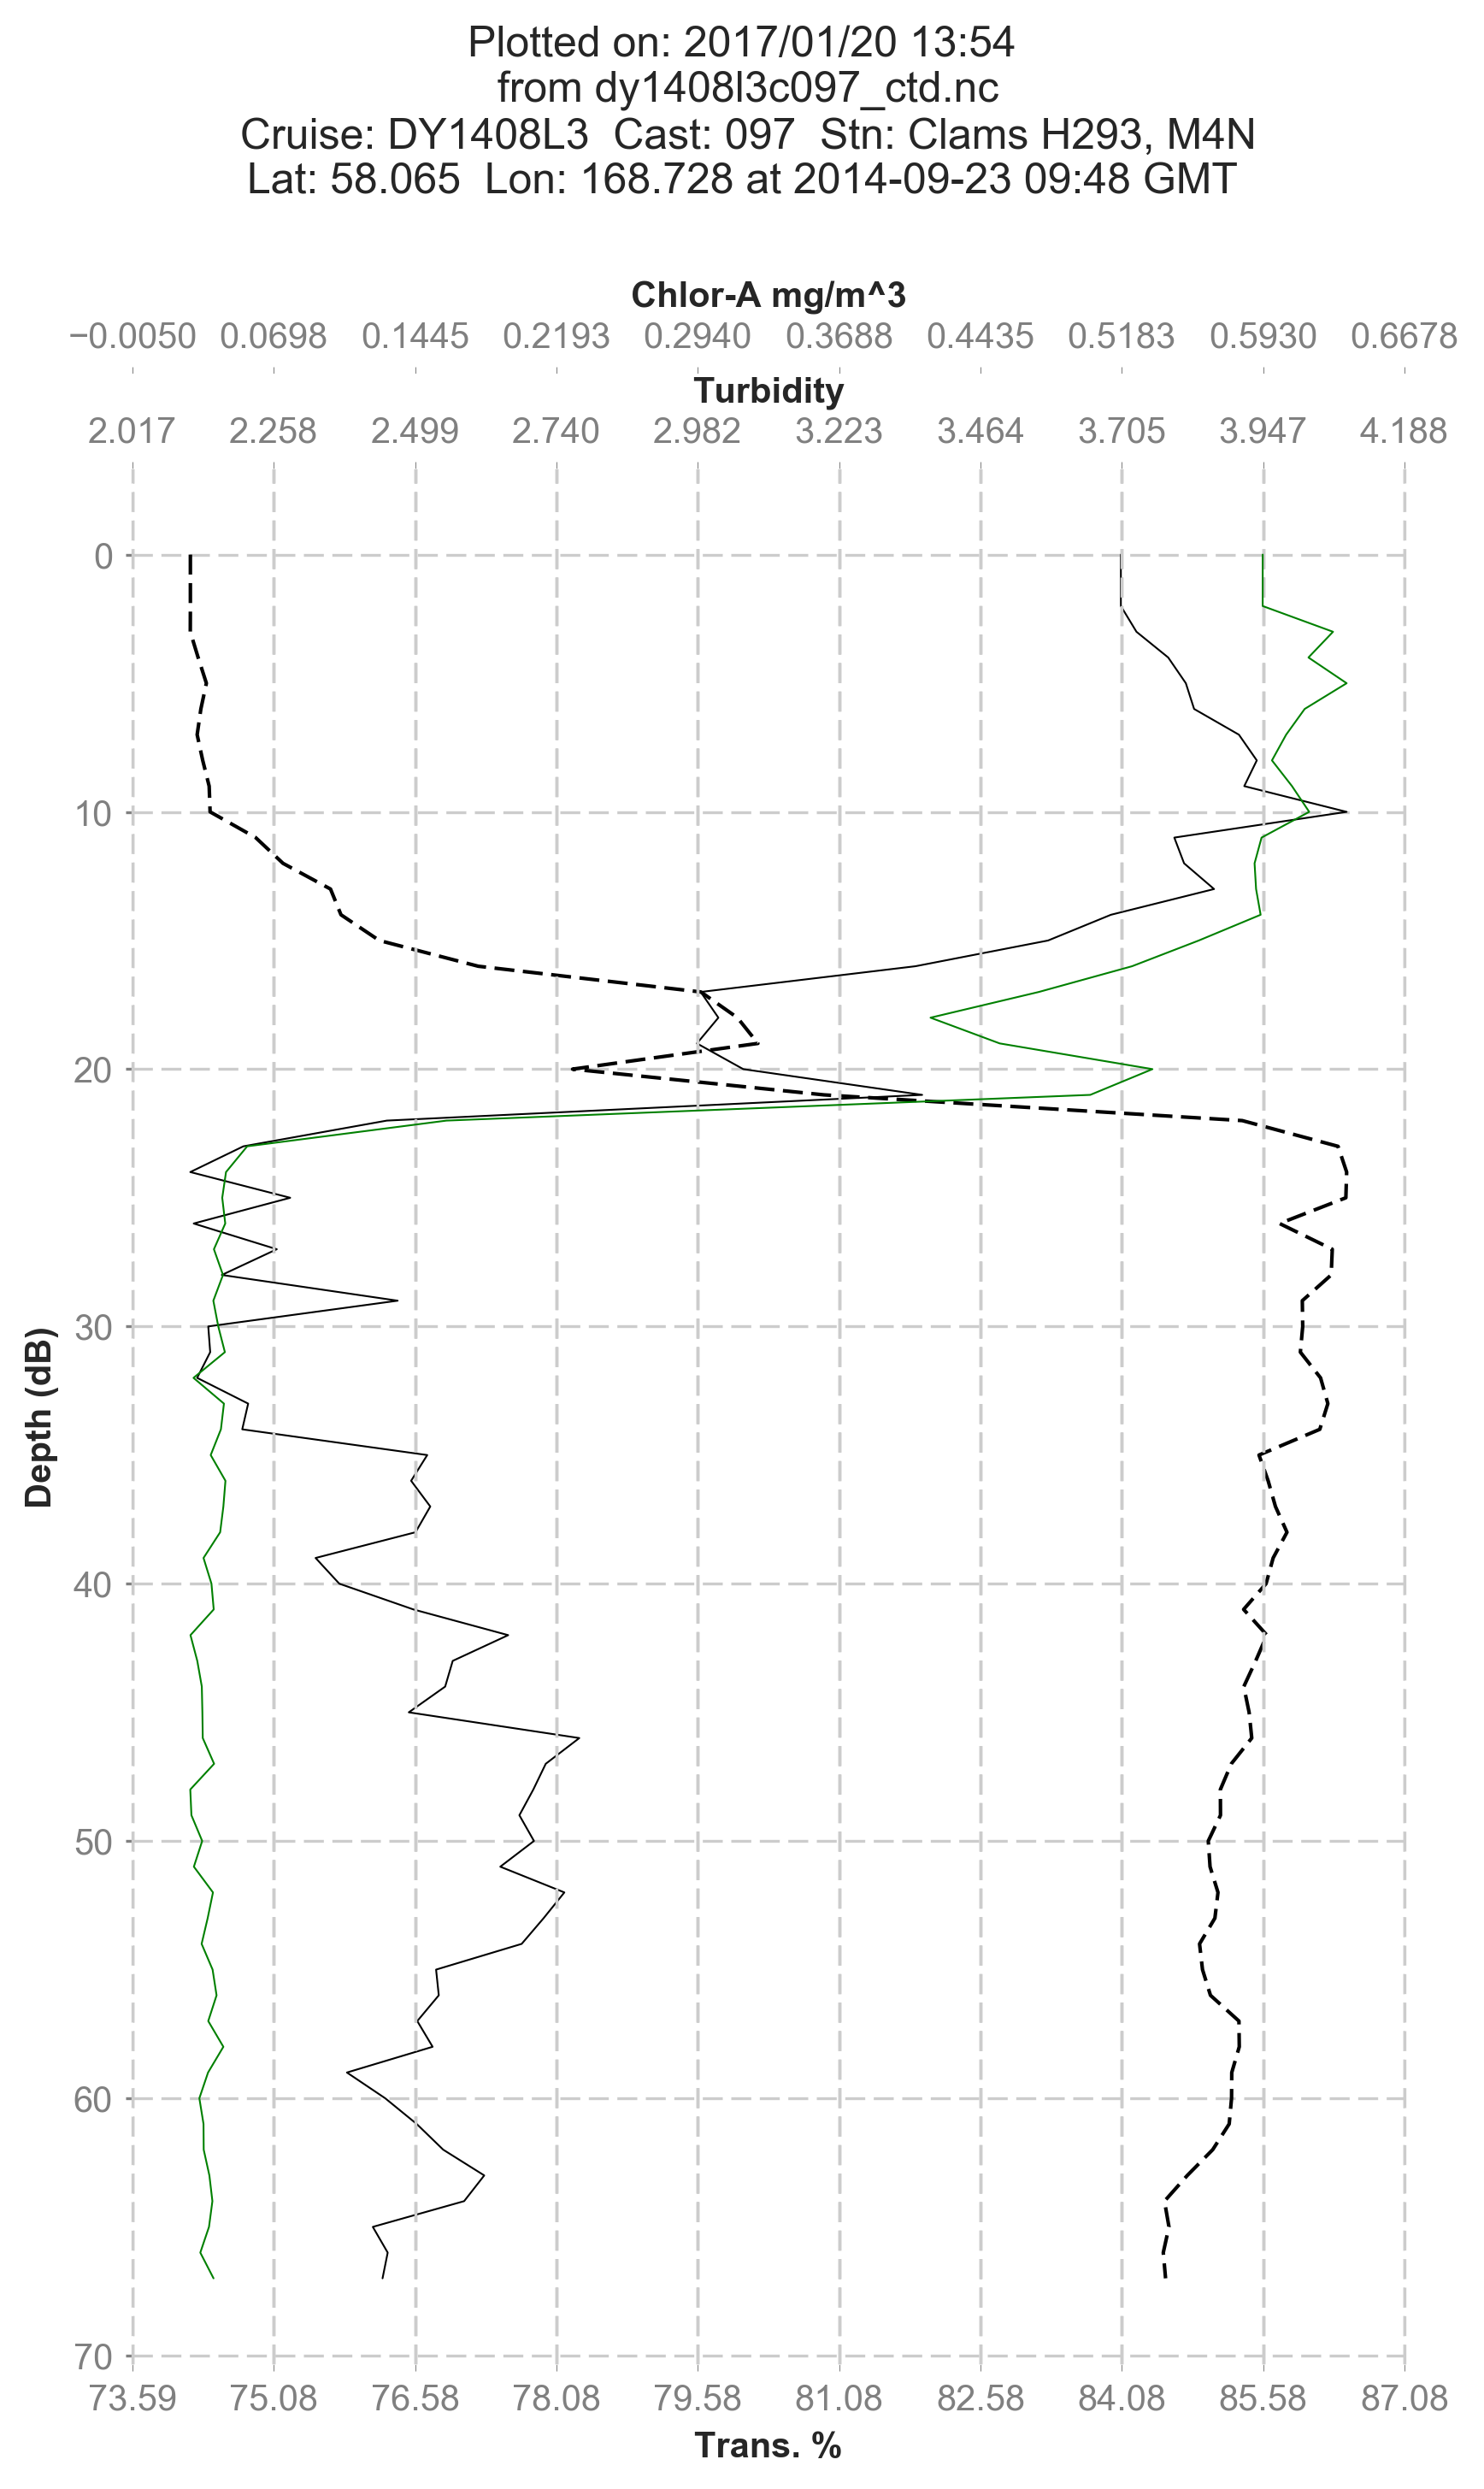 Plotted on: 2017/01/20 13:54
from dy1408l3c097_ctd.nc
Cruise: DY1408L3  Cast: 097  Stn: Clams H293, M4N
Lat: 58.065  Lon: 168.728 at 2014-09-23 09:48 GMT
Chlor-A mg/m^3
−0.0050 0.0698 0.1445 0.2193 0.2940 0.3688 0.4435 0.5183 0.5930 0.6678
Turbidity
2.017 2.258 2.499 2.740 2.982 3.223 3.464 3.705 3.947 4.188
0
10
20
30
40
50
60
70
Depth (dB)
73.59 75.08 76.58 78.08 79.58 81.08 82.58 84.08 85.58 87.08
Trans. %